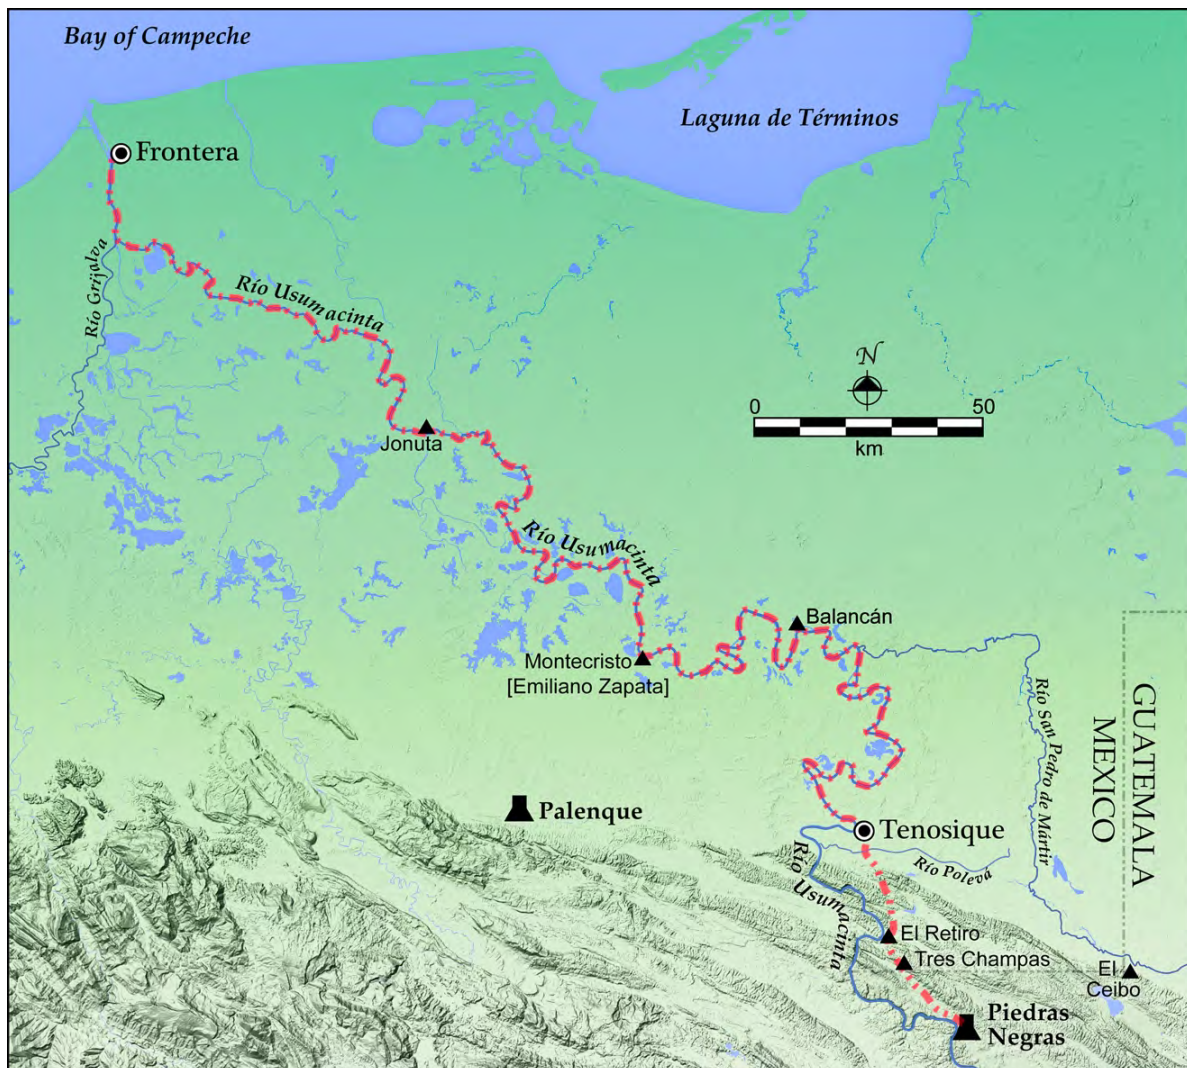 Bay of Campeche
Laguna de Términos
Frontera
Río Grijalva
Río Usumacinta
N
0 50
km
Jonuta
Río Usumacinta
Balancán
Montecristo
[Emiliano Zapata]
Río San Pedro de Mártir
GUATEMALA
MEXICO
Palenque
Tenosique
Río Polevá
Río Usumacinta
El Retiro
Tres Champas
El
Ceibo
Piedras
Negras